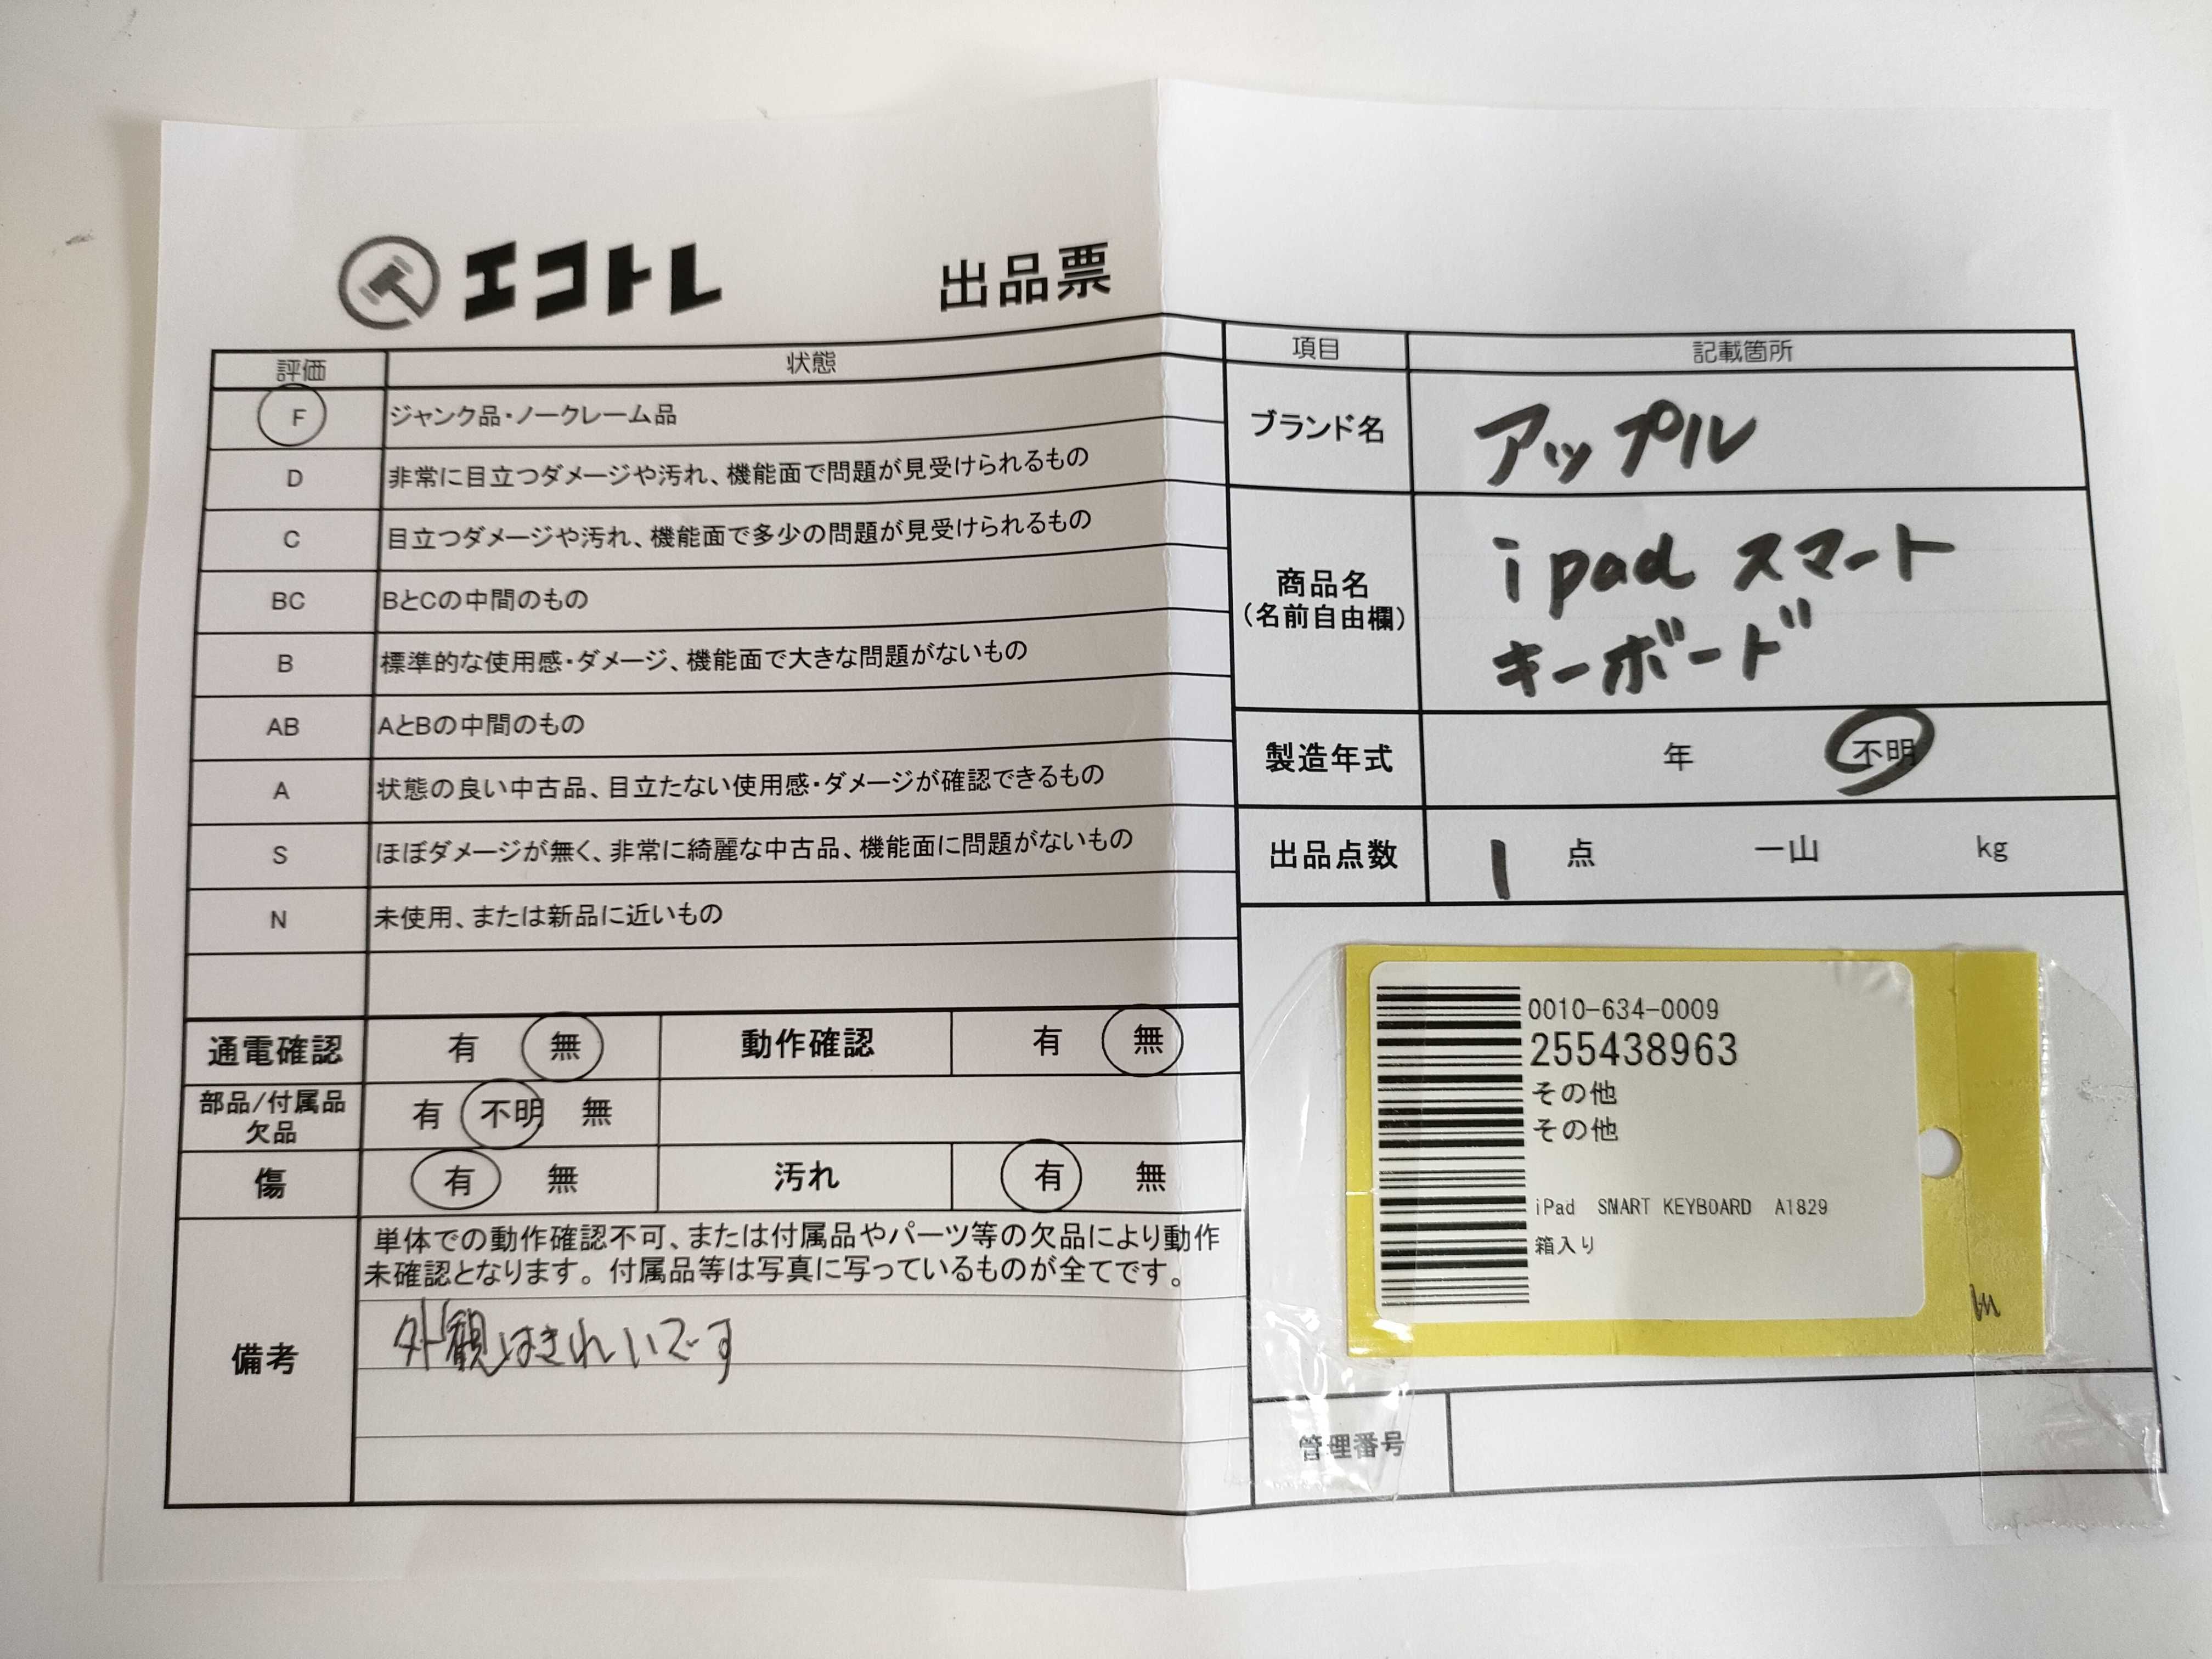 エコトレ 出品票
評価 状態
F ジャンク品・ノークレーム品
D 非常に目立つダメージや汚れ、機能面で問題が見受けられるもの
C 目立つダメージや汚れ、機能面で多少の問題が見受けられるもの
BC BとCの中間のもの
B 標準的な使用感・ダメージ、機能面で大きな問題がないもの
AB AとBの中間のもの
A 状態の良い中古品、目立たない使用感・ダメージが確認できるもの
S ほぼダメージが無く、非常に綺麗な中古品、機能面に問題がないもの
N 未使用、または新品に近いもの
通電確認 有 無 動作確認 有 無
部品/付属品
欠品
有 不明 無
傷 有 無 汚れ 有 無
備考
単体での動作確認不可、または付属品やパーツ等の欠品により動作
未確認となります。付属品等は写真に写っているものが全てです。
外観はきれいです
項目 記載箇所
ブランド名 アップル
商品名
(名前自由欄)
ipad スマート
キーボード
製造年式 年 不明
出品点数 1 点 一山 kg
0010-634-0009
255438963
その他
その他
iPad SMART KEYBOARD A1829
箱入り
管理番号